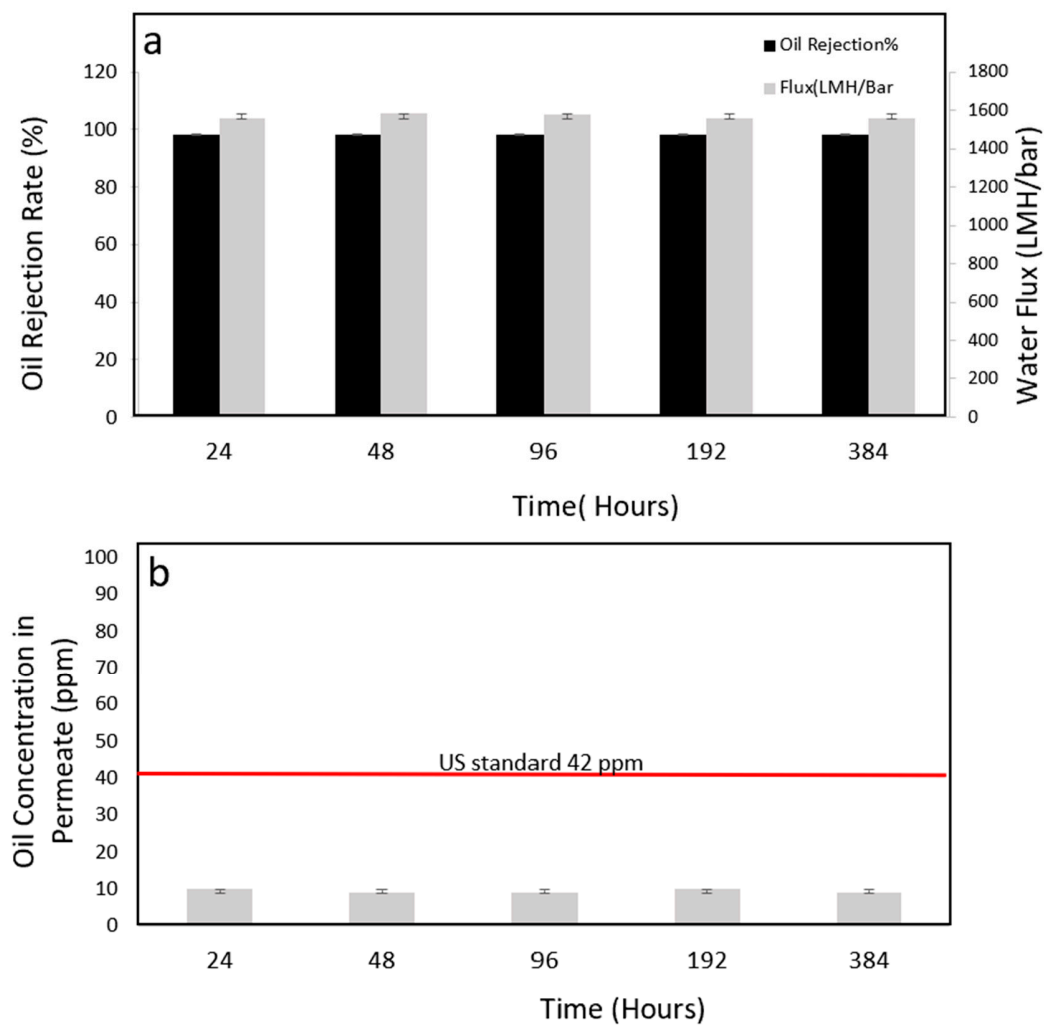 a
Oil Rejection%
Flux(LMH/Bar
120
100
80
60
40
20
0
Oil Rejection Rate (%)
1800
1600
1400
1200
1000
800
600
400
200
0
Water Flux (LMH/bar)
24 48 96 192 384
Time( Hours)
b
100
90
80
70
60
50
40
30
20
10
0
Oil Concentration in
Permeate (ppm)
US standard 42 ppm
24 48 96 192 384
Time (Hours)